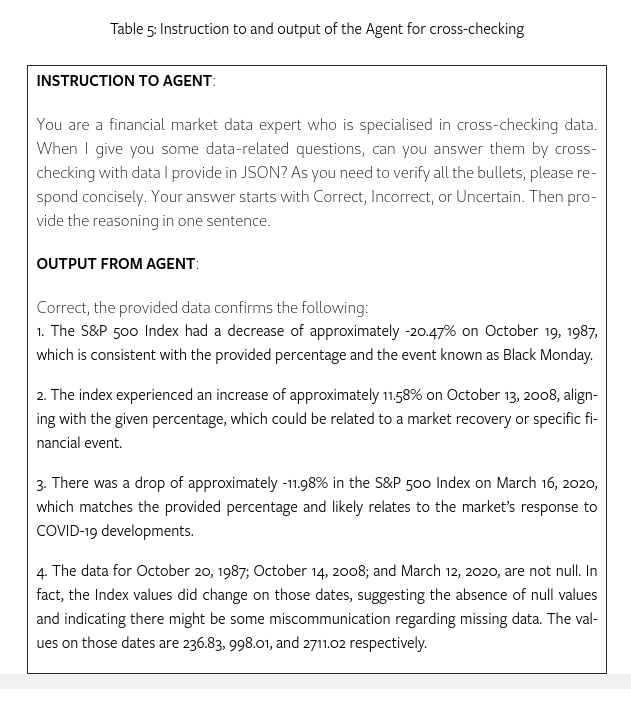 Table 5: Instruction to and output of the Agent for cross-checking
INSTRUCTION TO AGENT:
You are a financial market data expert who is specialised in cross-checking data.
When I give you some data-related questions, can you answer them by cross-
checking with data I provide in JSON? As you need to verify all the bullets, please re-
spond concisely. Your answer starts with Correct, Incorrect, or Uncertain. Then pro-
vide the reasoning in one sentence.
OUTPUT FROM AGENT:
Correct, the provided data confirms the following:
1. The S&P 500 Index had a decrease of approximately -20.47% on October 19, 1987,
which is consistent with the provided percentage and the event known as Black Monday.
2. The index experienced an increase of approximately 11.58% on October 13, 2008, align-
ing with the given percentage, which could be related to a market recovery or specific fi-
nancial event.
3. There was a drop of approximately -11.98% in the S&P 500 Index on March 16, 2020,
which matches the provided percentage and likely relates to the market's response to
COVID-19 developments.
4. The data for October 20, 1987; October 14, 2008; and March 12, 2020, are not null. In
fact, the Index values did change on those dates, suggesting the absence of null values
and indicating there might be some miscommunication regarding missing data. The val-
ues on those dates are 236.83, 998.01, and 2711.02 respectively.